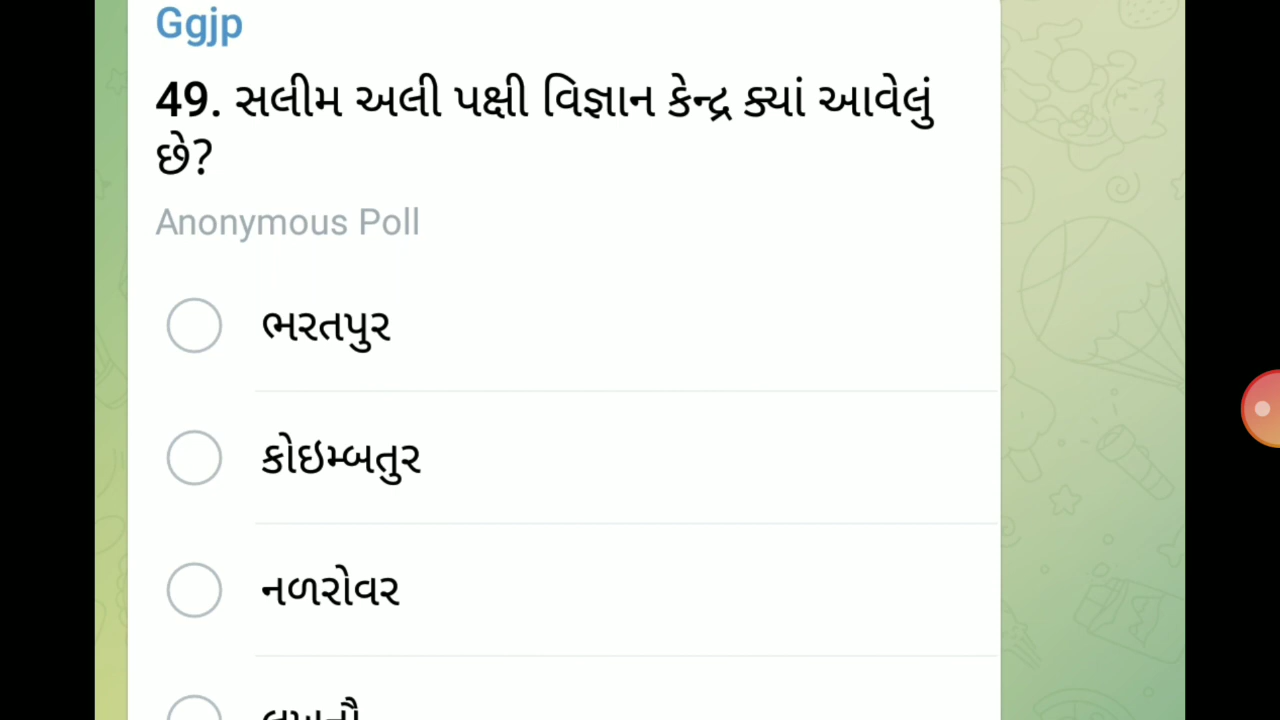 Ggjp
49. સલીમ અલી પક્ષી વિજ્ઞાન કેન્દ્ર ક્યાં આવેલું
છે?
Anonymous Poll
ભરતપુર
કોઇમ્બતુર
નળરોવર